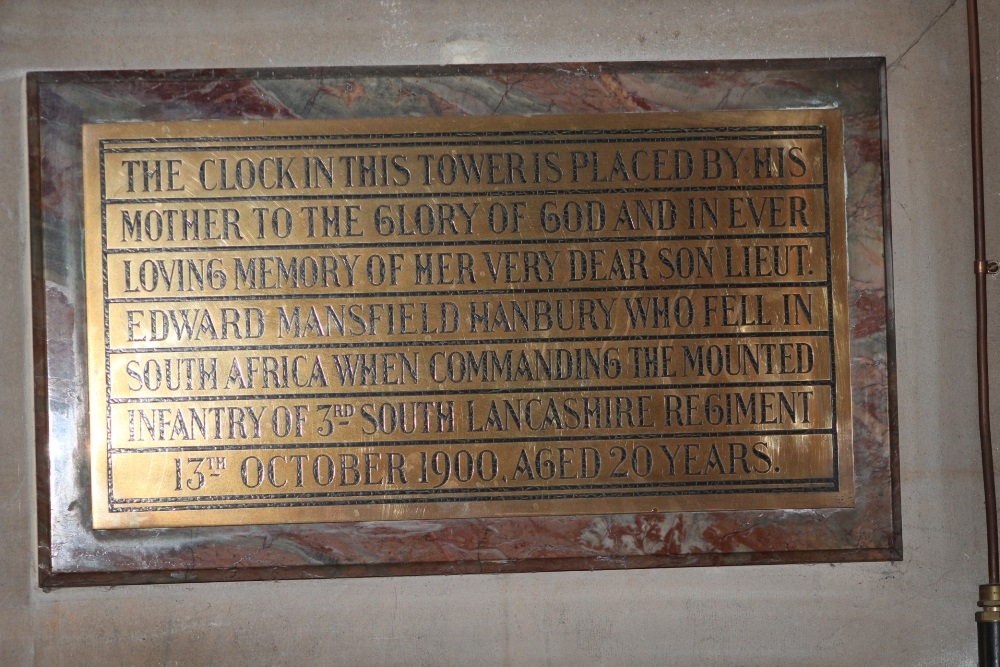 THE CLOCK IN THIS TOWER IS PLACED BY HIS
MOTHER TO THE GLORY OF GOD AND IN EVER
LOVING MEMORY OF HER VERY DEAR SON LIEUT.
EDWARD MANSFIELD HANBURY WHO FELL IN
SOUTH AFRICA WHEN COMMANDING THE MOUNTED
INFANTRY OF 3RD SOUTH LANCASHIRE REGIMENT
13TH OCTOBER 1900, AGED 20 YEARS.